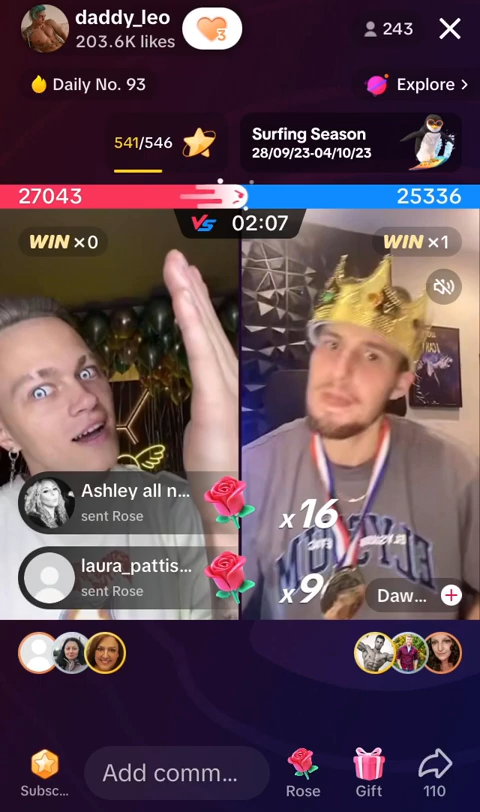 daddy_leo
203.6K likes
3
243
Daily No. 93
Explore >
541/546
Surfing Season
28/09/23-04/10/23
27043
25336
VS 02:07
WIN x0
WIN x1
Ashley all n...
sent Rose
x16
laura_pattis...
sent Rose
x9
Daw...
Subsc...
Add comm...
Rose
Gift
110